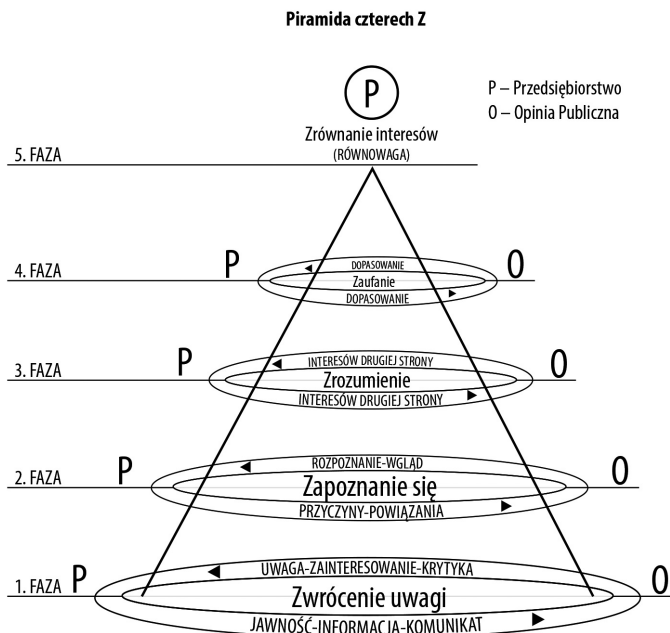 Piramida czterech Z
P
P – Przedsiębiorstwo
O – Opinia Publiczna
Zrównanie interesów
(RÓWNOWAGA)
5. FAZA
4. FAZA
P
DOPASOWANIE
Zaufanie
DOPASOWANIE
O
3. FAZA
P
INTERESÓW DRUGIEJ STRONY
Zrozumienie
INTERESÓW DRUGIEJ STRONY
O
2. FAZA
P
ROZPOZNANIE-WGLĄD
Zapoznanie się
PRZYCZYNY-POWIĄZANIA
O
1. FAZA
P
UWAGA-ZAINTERESOWANIE-KRYTYKA
Zwrócenie uwagi
JAWNOŚĆ-INFORMACJA-KOMUNIKAT
O